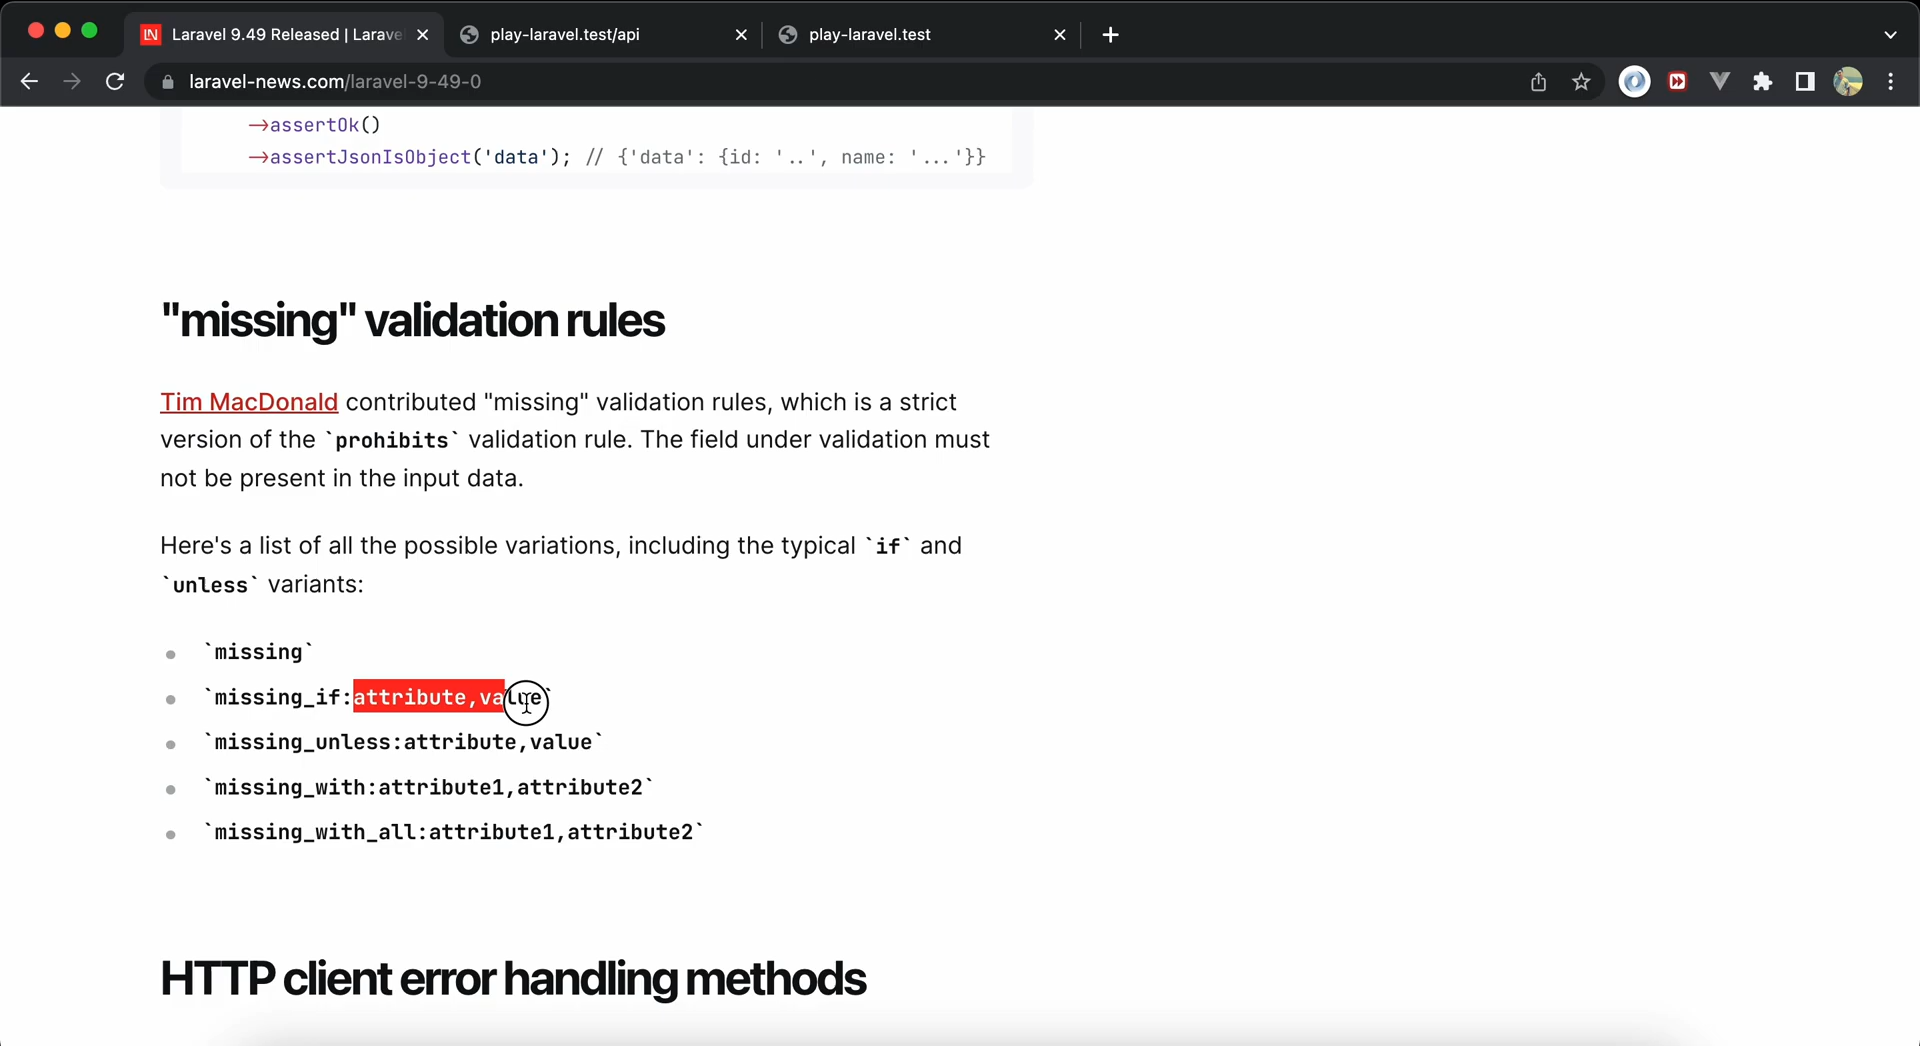 Laravel 9.49 Released | Larave
play-laravel.test/api
play-laravel.test
laravel-news.com/laravel-9-49-0
->assertOk()
->assertJsonIsObject('data'); // {'data': {id: '..', name: '...'}}
"missing" validation rules
Tim MacDonald contributed "missing" validation rules, which is a strict
version of the `prohibits` validation rule. The field under validation must
not be present in the input data.
Here's a list of all the possible variations, including the typical `if` and
`unless` variants:
`missing`
`missing_if:attribute,value`
`missing_unless:attribute,value`
`missing_with:attribute1,attribute2`
`missing_with_all:attribute1,attribute2`
HTTP client error handling methods